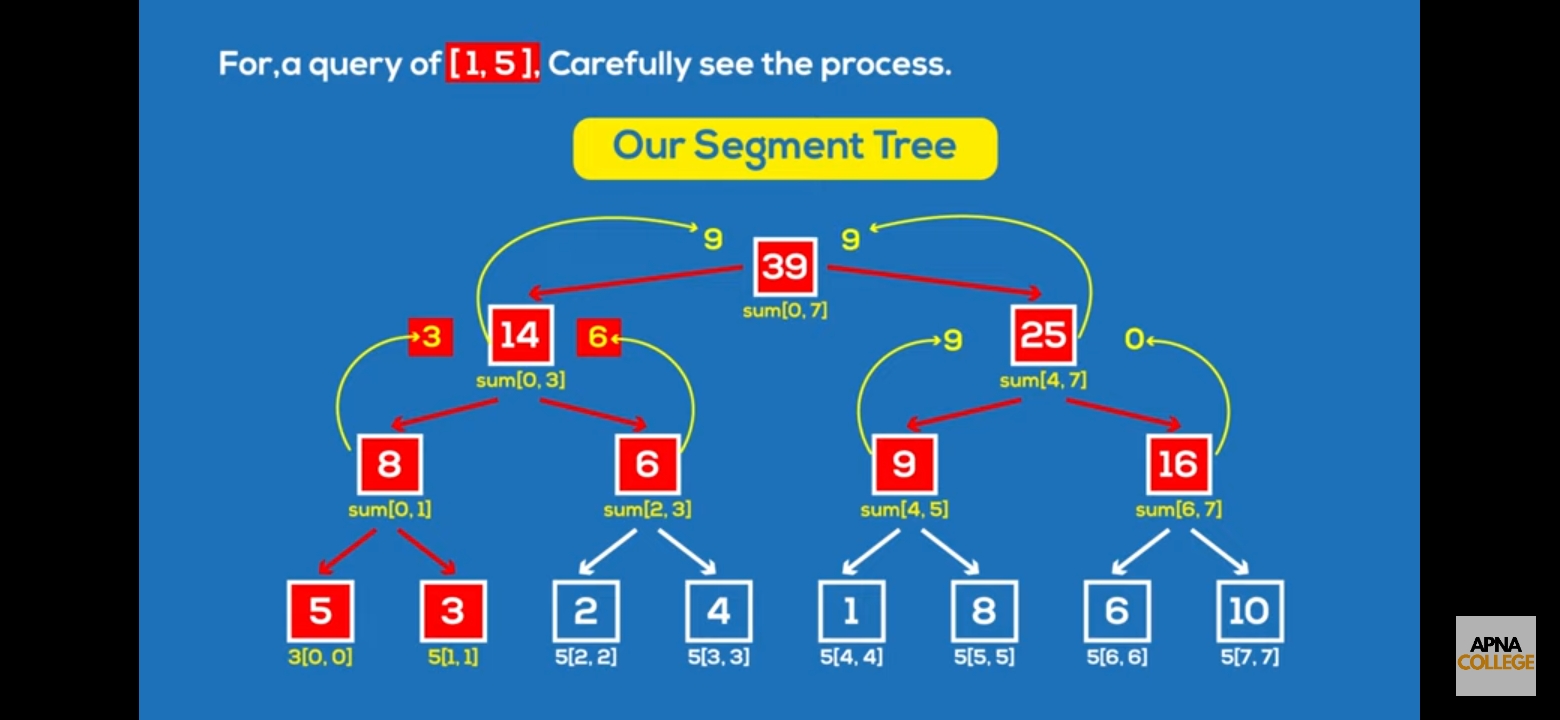 For,a query of [1, 5], Carefully see the process.
Our Segment Tree
9 39 9
sum[0, 7]
3 14 6 9 25 0
sum[0, 3] sum[4, 7]
8 6 9 16
sum[0, 1] sum[2, 3] sum[4, 5] sum[6, 7]
5 3 2 4 1 8 6 10
3[0, 0] 5[1, 1] 5[2, 2] 5[3, 3] 5[4, 4] 5[5, 5] 5[6, 6] 5[7, 7]
APNA
COLLEGE